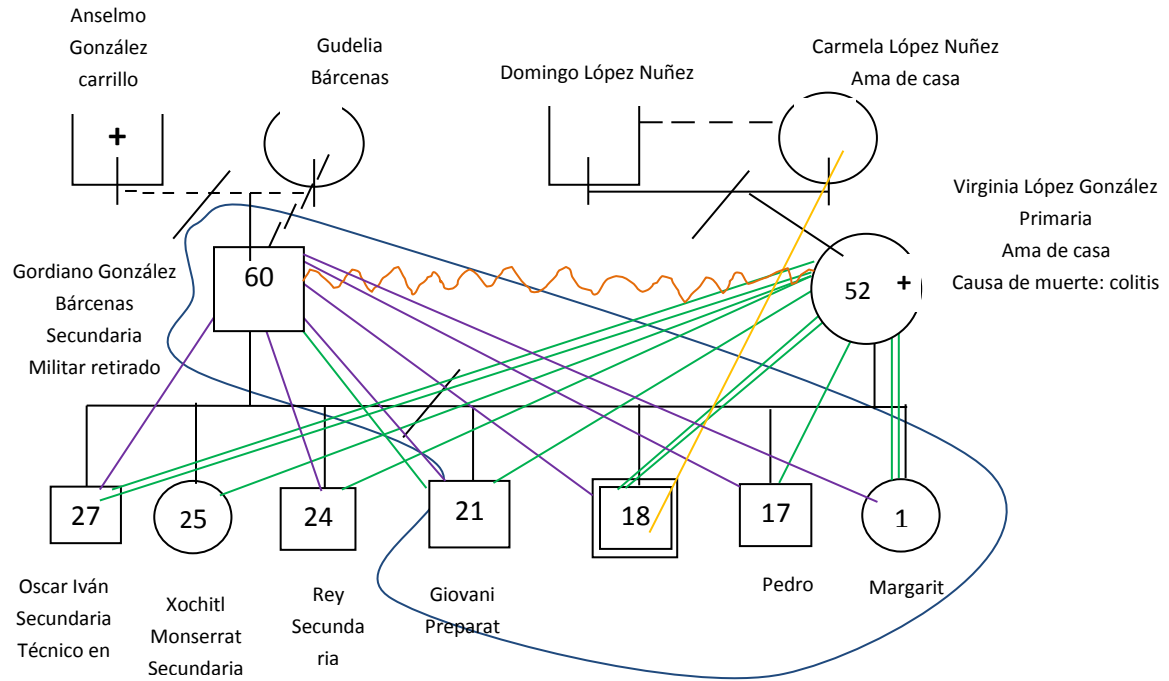 Anselmo
González
carrillo
Gudelia
Bárcenas
Domingo López Nuñez
Carmela López Nuñez
Ama de casa
+
Virginia López González
Primaria
Ama de casa
Causa de muerte: colitis
Gordiano González
Bárcenas
Secundaria
Militar retirado
60
52
+
27
25
24
21
18
17
1
Oscar Iván
Secundaria
Técnico en
Xochitl
Monserrat
Secundaria
Rey
Secunda
ria
Giovani
Preparat
Pedro
Margarit